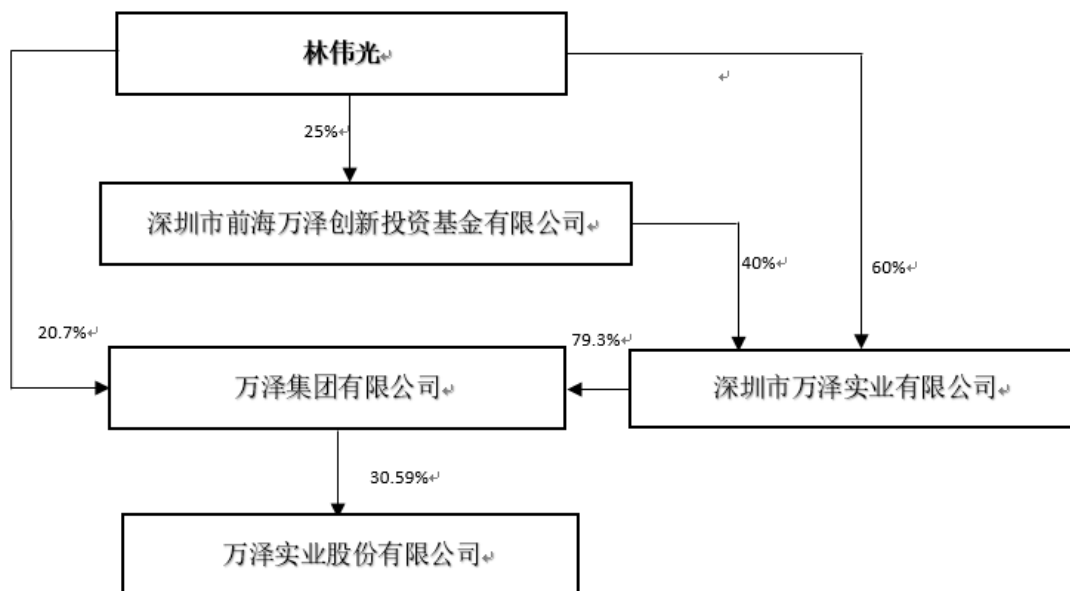 林伟光
25%
深圳市前海万泽创新投资基金有限公司
40%
60%
20.7%
79.3%
万泽集团有限公司
深圳市万泽实业有限公司
30.59%
万泽实业股份有限公司